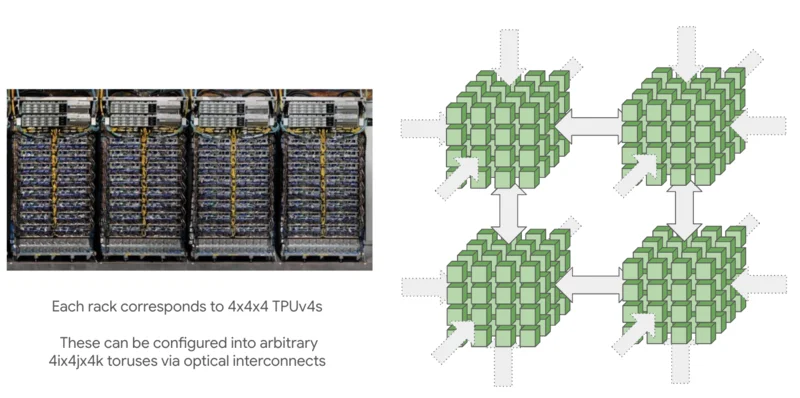 Each rack corresponds to 4x4x4 TPUv4s
These can be configured into arbitrary
4ix4jx4k toruses via optical interconnects